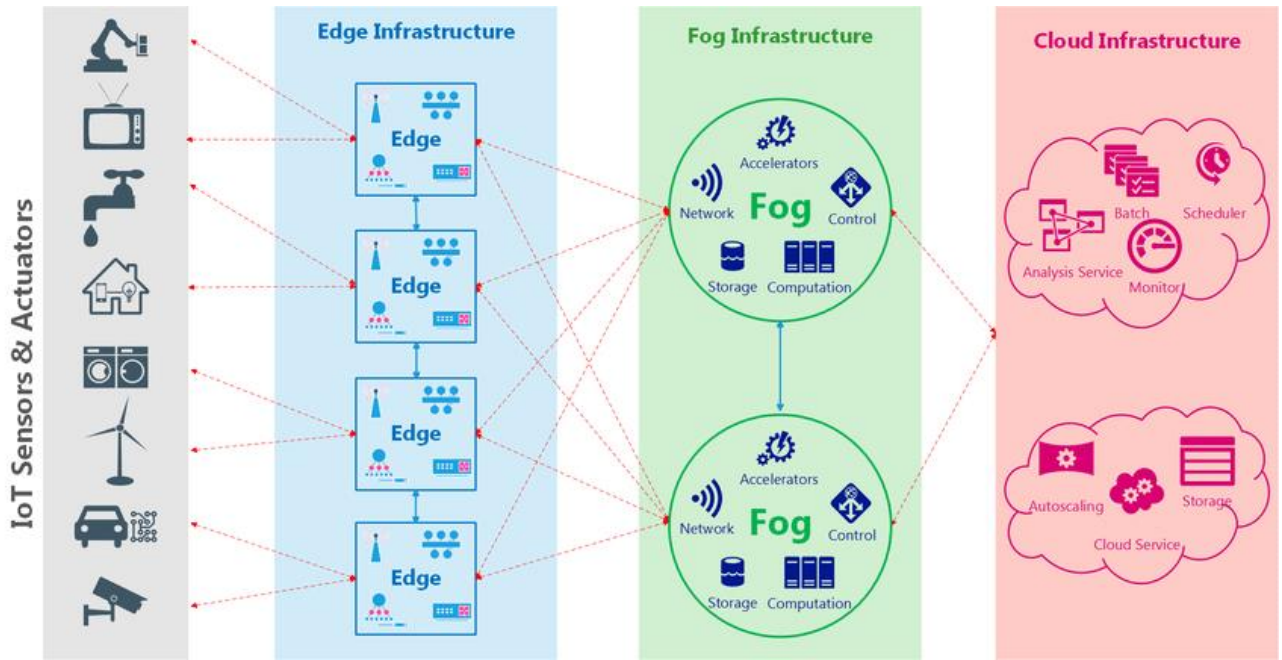 IoT Sensors & Actuators
Edge Infrastructure
Edge
Edge
Edge
Edge
Fog Infrastructure
Accelerators
Network
Fog
Control
Storage
Computation
Accelerators
Network
Fog
Control
Storage
Computation
Cloud Infrastructure
Batch
Scheduler
Analysis Service
Monitor
Autoscaling
Storage
Cloud Service